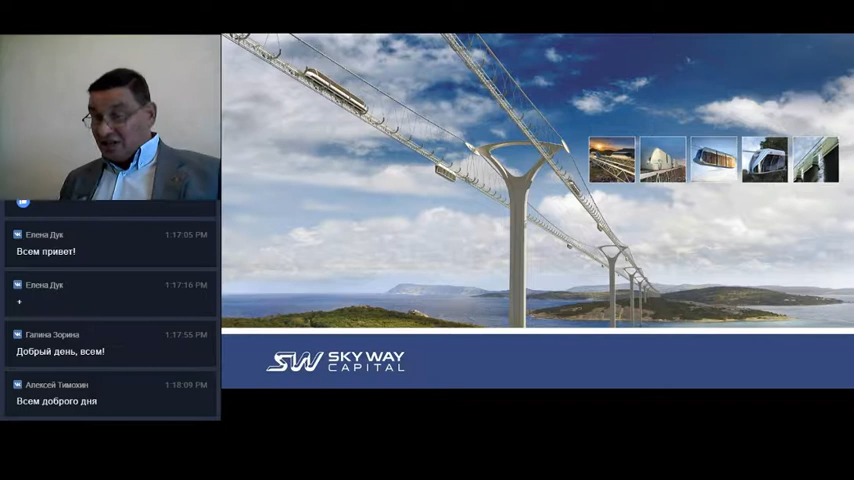 Елена Дук 1:17:05 PM
Всем привет!
Елена Дук 1:17:16 PM
+
Галина Зорина 1:17:55 PM
Добрый день, всем!
Алексей Тимохин 1:18:09 PM
Всем доброго дня
SW SKY WAY
CAPITAL